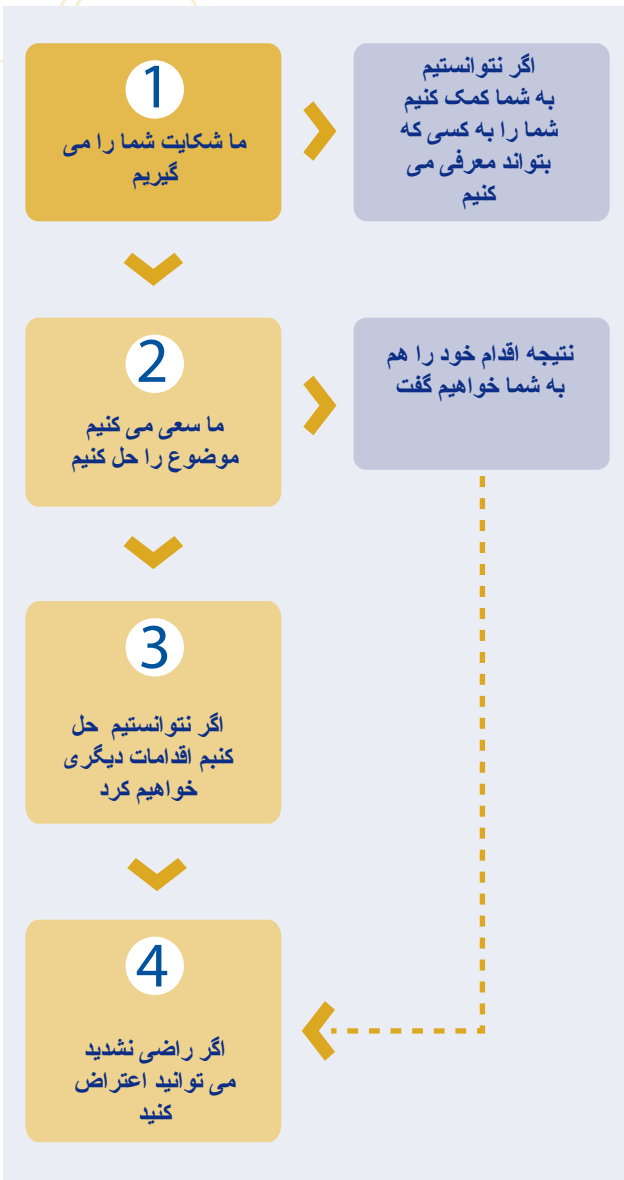 1
ما شکایت شما را می
گیریم
اگر نتوانستیم
به شما کمک کنیم
شما را به کسی که
بتواند معرفی می
کنیم
2
ما سعی می کنیم
موضوع را حل کنیم
نتیجه اقدام خود را هم
به شما خواهیم گفت
3
اگر نتوانستیم حل
کنبم اقدامات دیگری
خواهیم کرد
4
اگر راضی نشدید
می توانید اعتراض
کنید